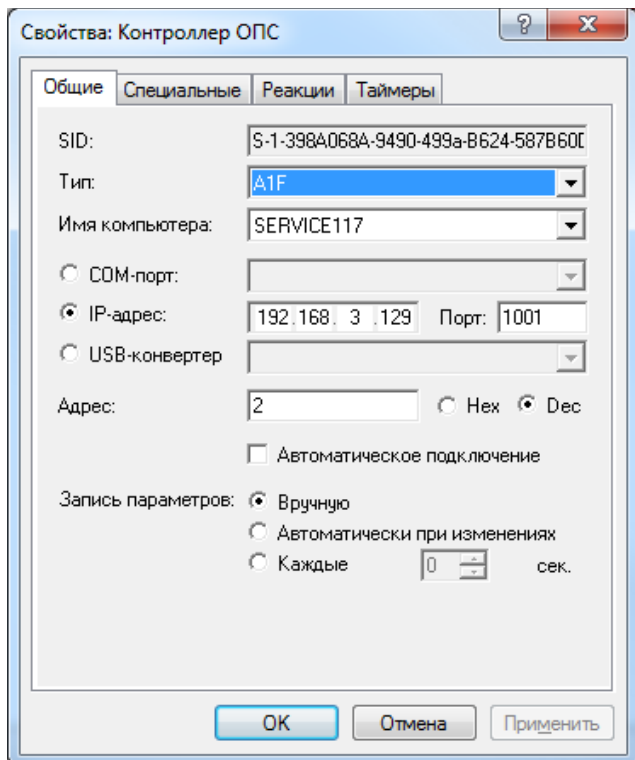 Свойства: Контроллер ОПС
Общие Специальные Реакции Таймеры
SID: S-1-398A068A-9490-499a-B624-587B60D
Тип: A1F
Имя компьютера: SERVICE117
COM-порт:
IP-адрес: 192.168. 3 .129 Порт: 1001
USB-конвертер
Адрес: 2 Hex Dec
Автоматическое подключение
Запись параметров: Вручную
Автоматически при изменениях
Каждые 0 сек.
OK Отмена Применить